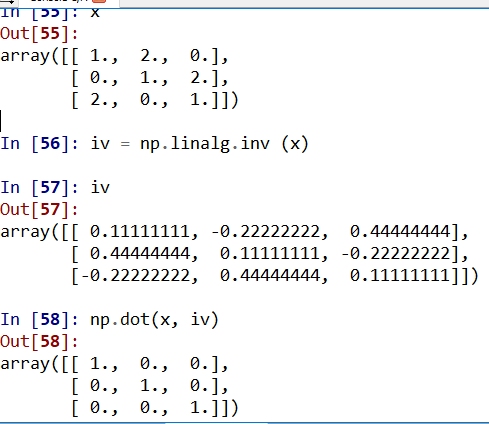 In [55]: x
Out[55]:
array([[ 1., 2., 0.],
       [ 0., 1., 2.],
       [ 2., 0., 1.]])
In [56]: iv = np.linalg.inv (x)
In [57]: iv
Out[57]:
array([[ 0.11111111, -0.22222222, 0.44444444],
       [ 0.44444444, 0.11111111, -0.22222222],
       [-0.22222222, 0.44444444, 0.11111111]])
In [58]: np.dot(x, iv)
Out[58]:
array([[ 1., 0., 0.],
       [ 0., 1., 0.],
       [ 0., 0., 1.]])